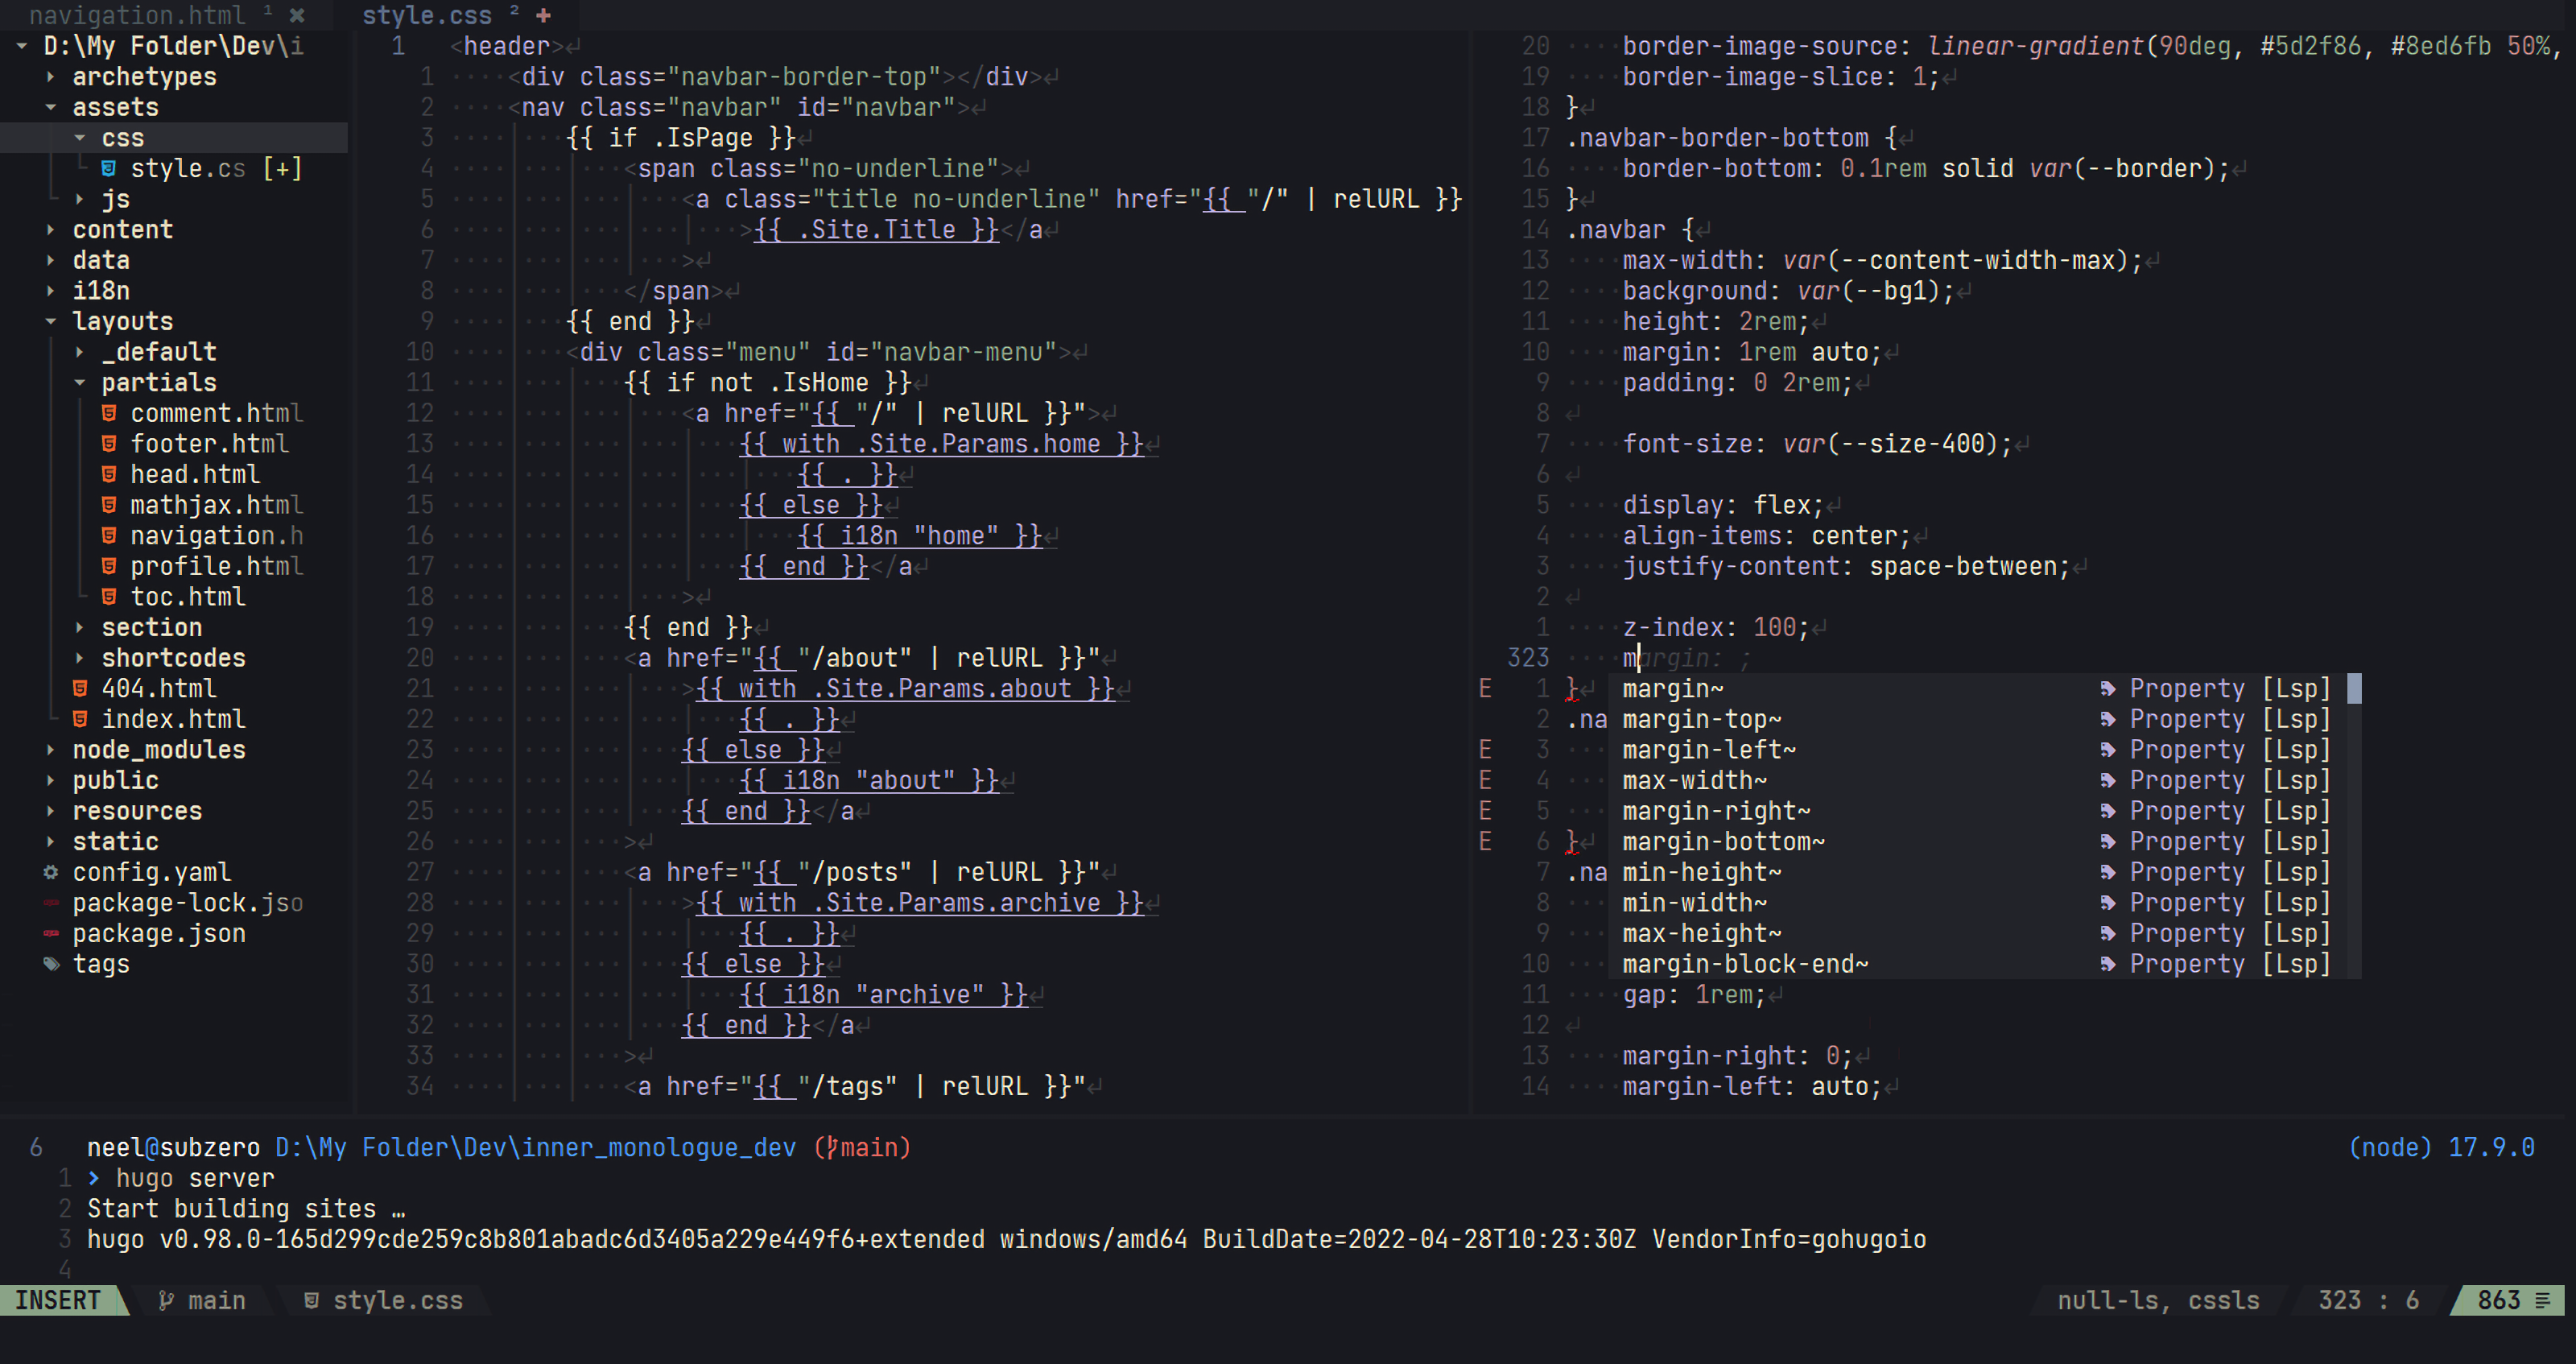 navigation.html ¹ ✖ style.css ² +
D:\My Folder\Dev\i
archetypes
assets
css
style.cs [+]
js
content
data
i18n
layouts
_default
partials
comment.html
footer.html
head.html
mathjax.html
navigation.h
profile.html
toc.html
section
shortcodes
404.html
index.html
node_modules
public
resources
static
config.yaml
package-lock.jso
package.json
tags
1 <header>
1 <div class="navbar-border-top"></div>
2 <nav class="navbar" id="navbar">
3 {{ if .IsPage }}
4 <span class="no-underline">
5 <a class="title no-underline" href="{{ "/" | relURL }}
6 >{{ .Site.Title }}</a
7 >
8 </span>
9 {{ end }}
10 <div class="menu" id="navbar-menu">
11 {{ if not .IsHome }}
12 <a href="{{ "/" | relURL }}">
13 {{ with .Site.Params.home }}
14 {{ . }}
15 {{ else }}
16 {{ i18n "home" }}
17 {{ end }}</a
18 >
19 {{ end }}
20 <a href="{{ "/about" | relURL }}"
21 >{{ with .Site.Params.about }}
22 {{ . }}
23 {{ else }}
24 {{ i18n "about" }}
25 {{ end }}</a
26 >
27 <a href="{{ "/posts" | relURL }}"
28 >{{ with .Site.Params.archive }}
29 {{ . }}
30 {{ else }}
31 {{ i18n "archive" }}
32 {{ end }}</a
33 >
34 <a href="{{ "/tags" | relURL }}"
20 border-image-source: linear-gradient(90deg, #5d2f86, #8ed6fb 50%,
19 border-image-slice: 1;
18 }
17 .navbar-border-bottom {
16 border-bottom: 0.1rem solid var(--border);
15 }
14 .navbar {
13 max-width: var(--content-width-max);
12 background: var(--bg1);
11 height: 2rem;
10 margin: 1rem auto;
9 padding: 0 2rem;
8
7 font-size: var(--size-400);
6
5 display: flex;
4 align-items: center;
3 justify-content: space-between;
2
1 z-index: 100;
323 margin: ;
E 1 } margin~ Property [Lsp]
2 .na margin-top~ Property [Lsp]
E 3 margin-left~ Property [Lsp]
E 4 max-width~ Property [Lsp]
E 5 margin-right~ Property [Lsp]
E 6 } margin-bottom~ Property [Lsp]
7 .na min-height~ Property [Lsp]
8 min-width~ Property [Lsp]
9 max-height~ Property [Lsp]
10 margin-block-end~ Property [Lsp]
11 gap: 1rem;
12
13 margin-right: 0;
14 margin-left: auto;
6 neel@subzero D:\My Folder\Dev\inner_monologue_dev (main) (node) 17.9.0
1 > hugo server
2 Start building sites …
3 hugo v0.98.0-165d299cde259c8b801abadc6d3405a229e449f6+extended windows/amd64 BuildDate=2022-04-28T10:23:30Z VendorInfo=gohugoio
4
INSERT main style.css null-ls, cssls 323 : 6 863